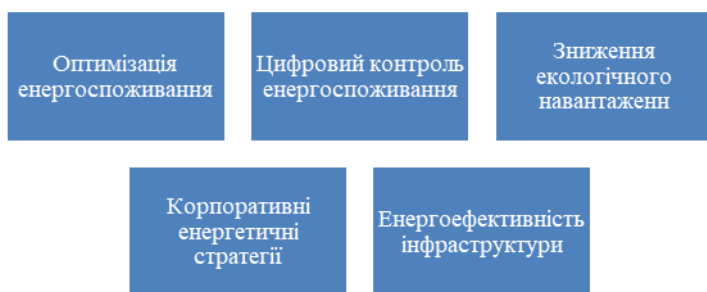 Оптимізація
енергоспоживання
Цифровий контроль
енергоспоживання
Зниження
екологічного
навантаженн
Корпоративні
енергетичні
стратегії
Енергоефективність
інфраструктури